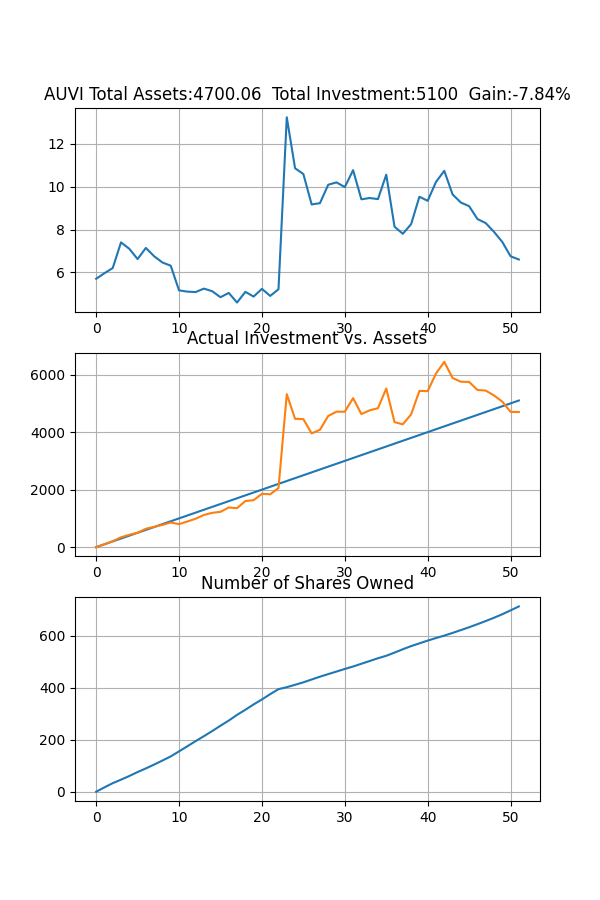 AUVI Total Assets:4700.06  Total Investment:5100  Gain:-7.84%
12
10
8
6
0 10 20 30 40 50
Actual Investment vs. Assets
6000
4000
2000
0
0 10 20 30 40 50
Number of Shares Owned
600
400
200
0
0 10 20 30 40 50